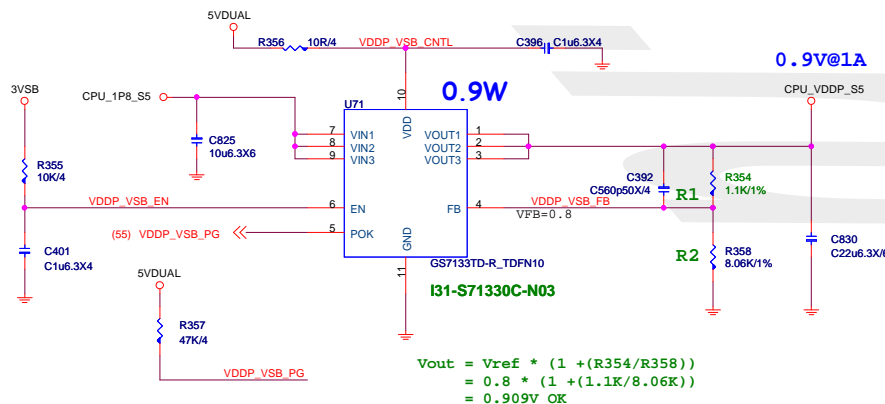 5VDUAL
R356
10R/4
VDDP_VSB_CNTL
C396
C1u6.3X4
0.9V@1A
3VSB
CPU_1P8_S5
0.9W
CPU_VDDP_S5
U71
10
VDD
7
VIN1
VOUT1
1
8
VIN2
VOUT2
2
9
VIN3
VOUT3
3
C825
10u6.3X6
R355
10K/4
C392
C560p50X/4
R1
R354
1.1K/1%
VDDP_VSB_EN
6
EN
FB
4
VDDP_VSB_FB
VFB=0.8
(55) VDDP_VSB_PG
5
POK
GND
11
C401
C1u6.3X4
R2
R358
8.06K/1%
C830
C22u6.3X/6
GS7133TD-R_TDFN10
I31-S71330C-N03
5VDUAL
R357
47K/4
VDDP_VSB_PG
Vout = Vref * (1 +(R354/R358))
= 0.8 * (1 +(1.1K/8.06K))
= 0.909V OK